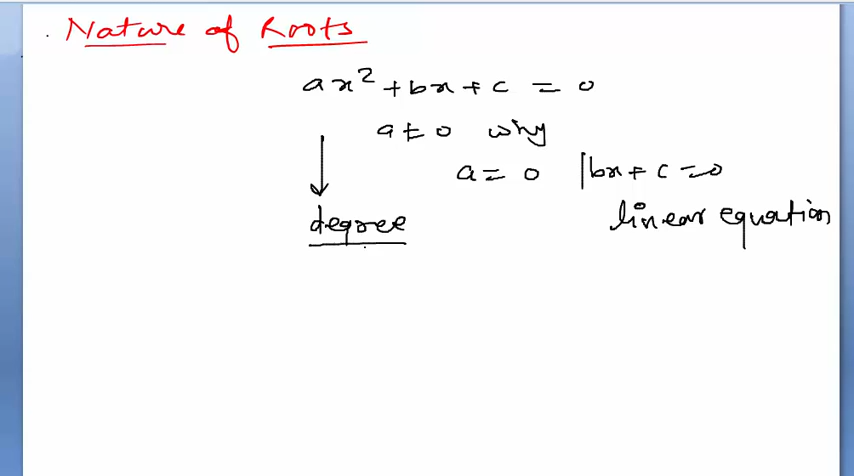 Nature of Roots
ax² + bx + c = 0
a ≠ 0 why
a = 0 | bx + c = 0
degree
linear equation